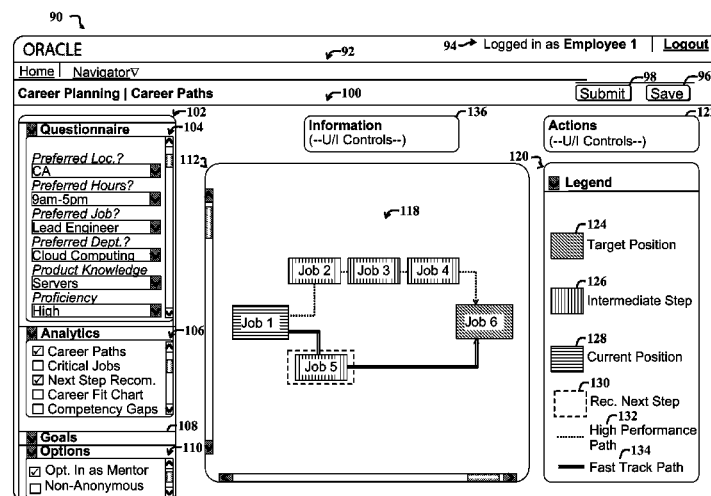 90
ORACLE
92
94
Logged in as Employee 1 | Logout
Home
Navigator
98
96
Career Planning | Career Paths
100
Submit
Save
102
136
104
Questionnaire
Information
(--U/I Controls--)
Actions
(--U/I Controls--)
112
120
Preferred Loc.?
CA
Preferred Hours?
9am-5pm
Preferred Job?
Lead Engineer
Preferred Dept.?
Cloud Computing
Product Knowledge
Servers
Proficiency
High
118
Legend
124
Target Position
126
Intermediate Step
128
Current Position
130
Rec. Next Step
132
High Performance
Path
134
Fast Track Path
Job 2
Job 3
Job 4
Job 1
Job 6
Job 5
Analytics
106
Career Paths
Critical Jobs
Next Step Recom.
Career Fit Chart
Competency Gaps
108
Goals
Options
110
Opt. In as Mentor
Non-Anonymous